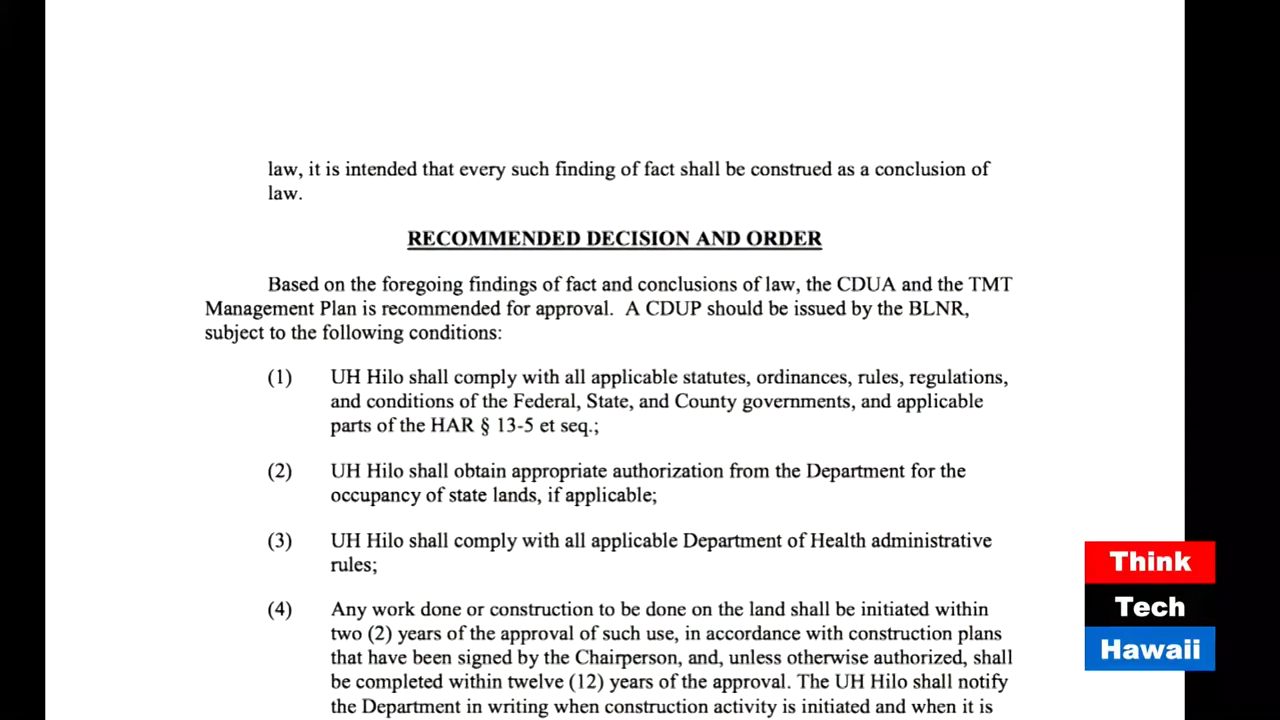 law, it is intended that every such finding of fact shall be construed as a conclusion of
law.
RECOMMENDED DECISION AND ORDER
Based on the foregoing findings of fact and conclusions of law, the CDUA and the TMT
Management Plan is recommended for approval.  A CDUP should be issued by the BLNR,
subject to the following conditions:
(1) UH Hilo shall comply with all applicable statutes, ordinances, rules, regulations,
and conditions of the Federal, State, and County governments, and applicable
parts of the HAR § 13-5 et seq.;
(2) UH Hilo shall obtain appropriate authorization from the Department for the
occupancy of state lands, if applicable;
(3) UH Hilo shall comply with all applicable Department of Health administrative
rules;
(4) Any work done or construction to be done on the land shall be initiated within
two (2) years of the approval of such use, in accordance with construction plans
that have been signed by the Chairperson, and, unless otherwise authorized, shall
be completed within twelve (12) years of the approval. The UH Hilo shall notify
the Department in writing when construction activity is initiated and when it is
Think
Tech
Hawaii